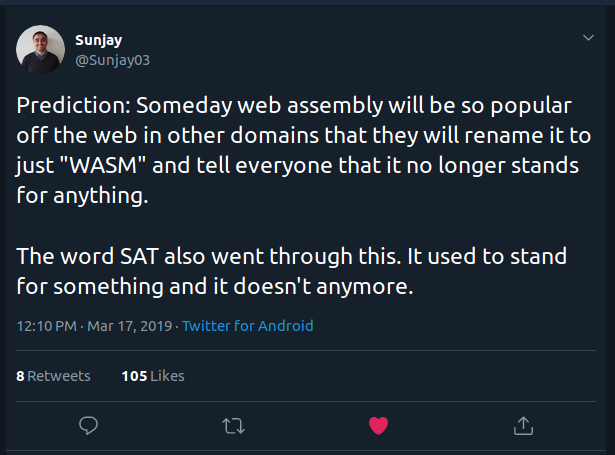 Sunjay
@Sunjay03
Prediction: Someday web assembly will be so popular
off the web in other domains that they will rename it to
just "WASM" and tell everyone that it no longer stands
for anything.
The word SAT also went through this. It used to stand
for something and it doesn't anymore.
12:10 PM · Mar 17, 2019 · Twitter for Android
8 Retweets 105 Likes